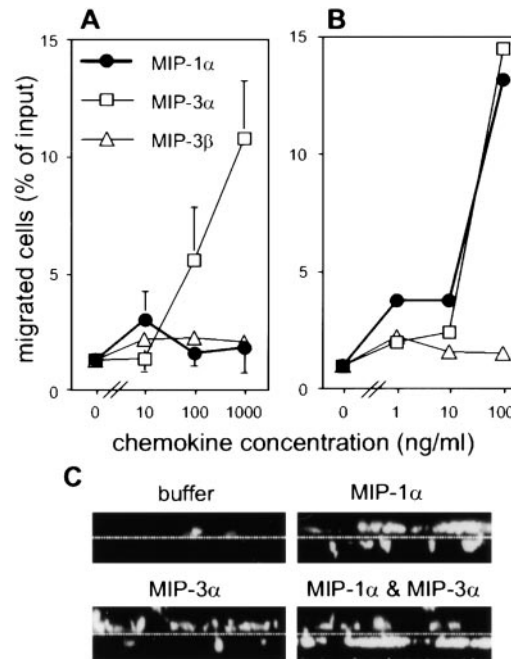 A
B
15
10
5
0
MIP-1α
MIP-3α
MIP-3β
15
10
5
0
migrated cells (% of input)
0 10 100 1000
0 1 10 100
chemokine concentration (ng/ml)
C
buffer MIP-1α
MIP-3α MIP-1α & MIP-3α